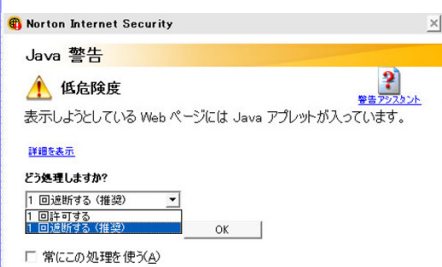 Norton Internet Security
Java 警告
低危険度
警告アシスタント
表示しようとしている Web ページには Java アプレットが入っています。
詳細を表示
どう処理しますか?
1 回遮断する (推奨)
1 回許可する
1 回遮断する (推奨)
OK
常にこの処理を使う(A)